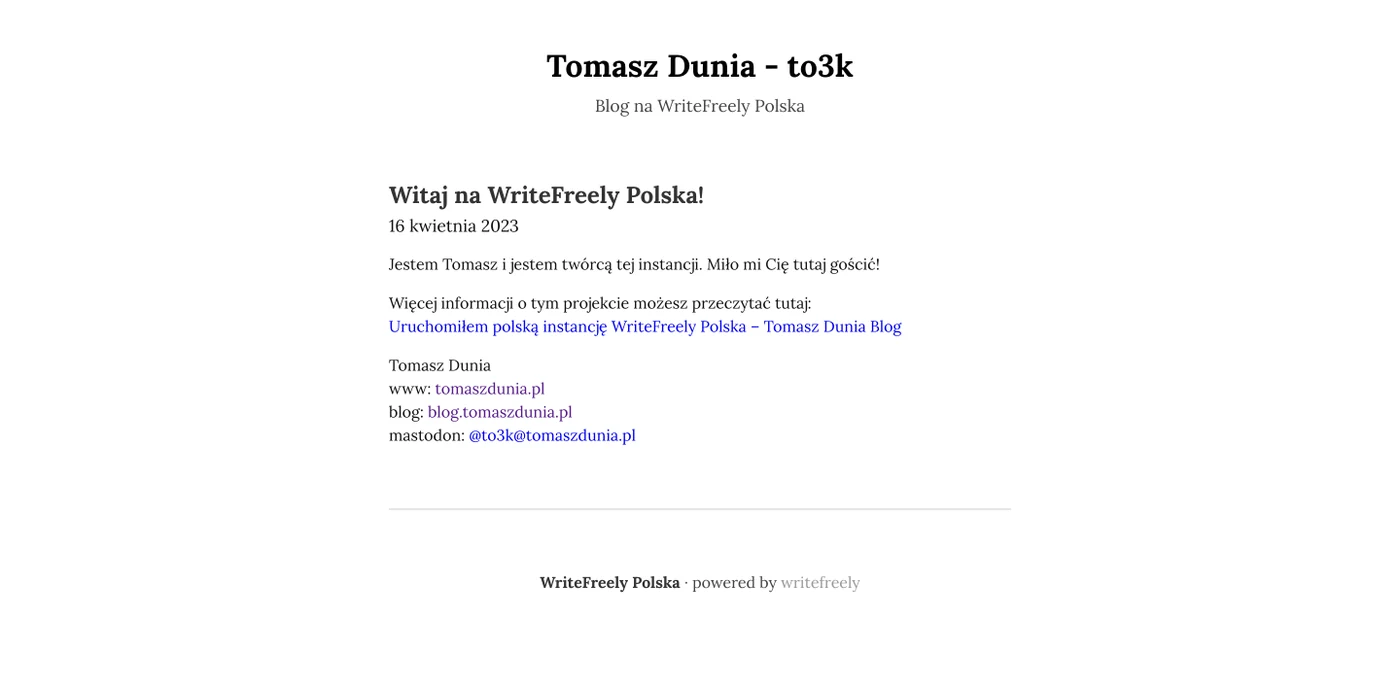 Tomasz Dunia - to3k
Blog na WriteFreely Polska
Witaj na WriteFreely Polska!
16 kwietnia 2023
Jestem Tomasz i jestem twórcą tej instancji. Miło mi Cię tutaj gościć!
Więcej informacji o tym projekcie możesz przeczytać tutaj:
Uruchomiłem polską instancję WriteFreely Polska – Tomasz Dunia Blog
Tomasz Dunia
www: tomaszdunia.pl
blog: blog.tomaszdunia.pl
mastodon: @to3k@tomaszdunia.pl
WriteFreely Polska · powered by writefreely